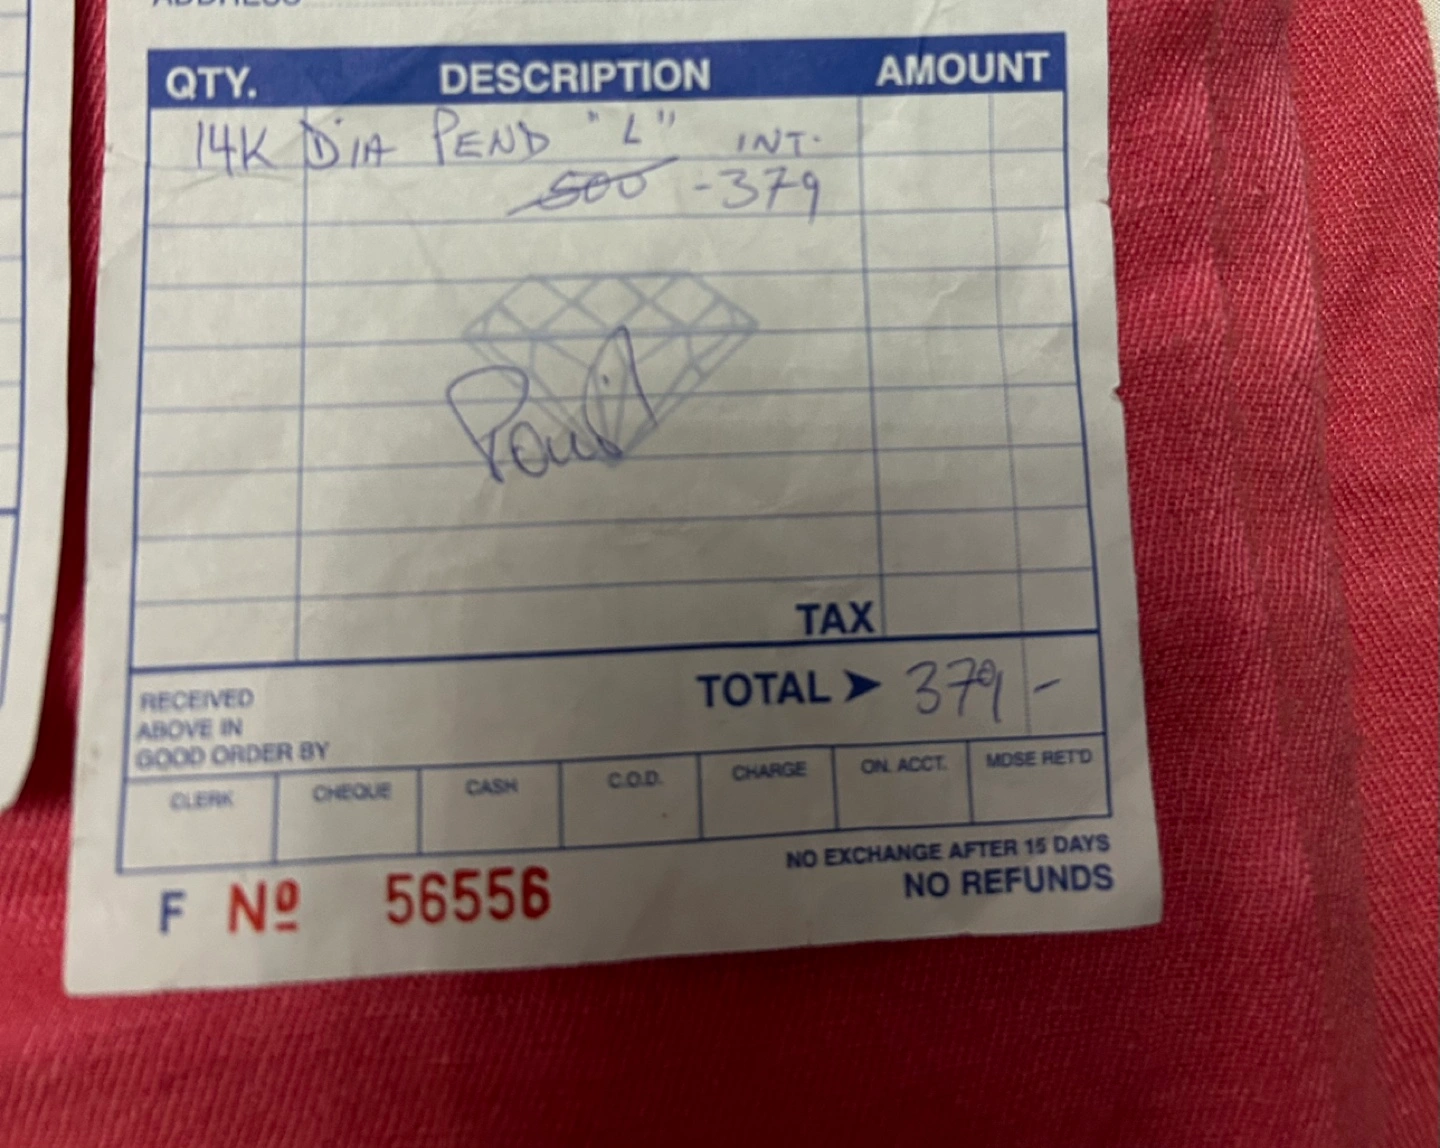 ADDRESS
QTY. DESCRIPTION AMOUNT
14K DIA PEND "L" INT.
500 -379
Paid
TAX
TOTAL ➤ 379 -
RECEIVED
ABOVE IN
GOOD ORDER BY
CLERK CHEQUE CASH C.O.D. CHARGE ON. ACCT. MDSE RET'D
NO EXCHANGE AFTER 15 DAYS
F Nº 56556 NO REFUNDS